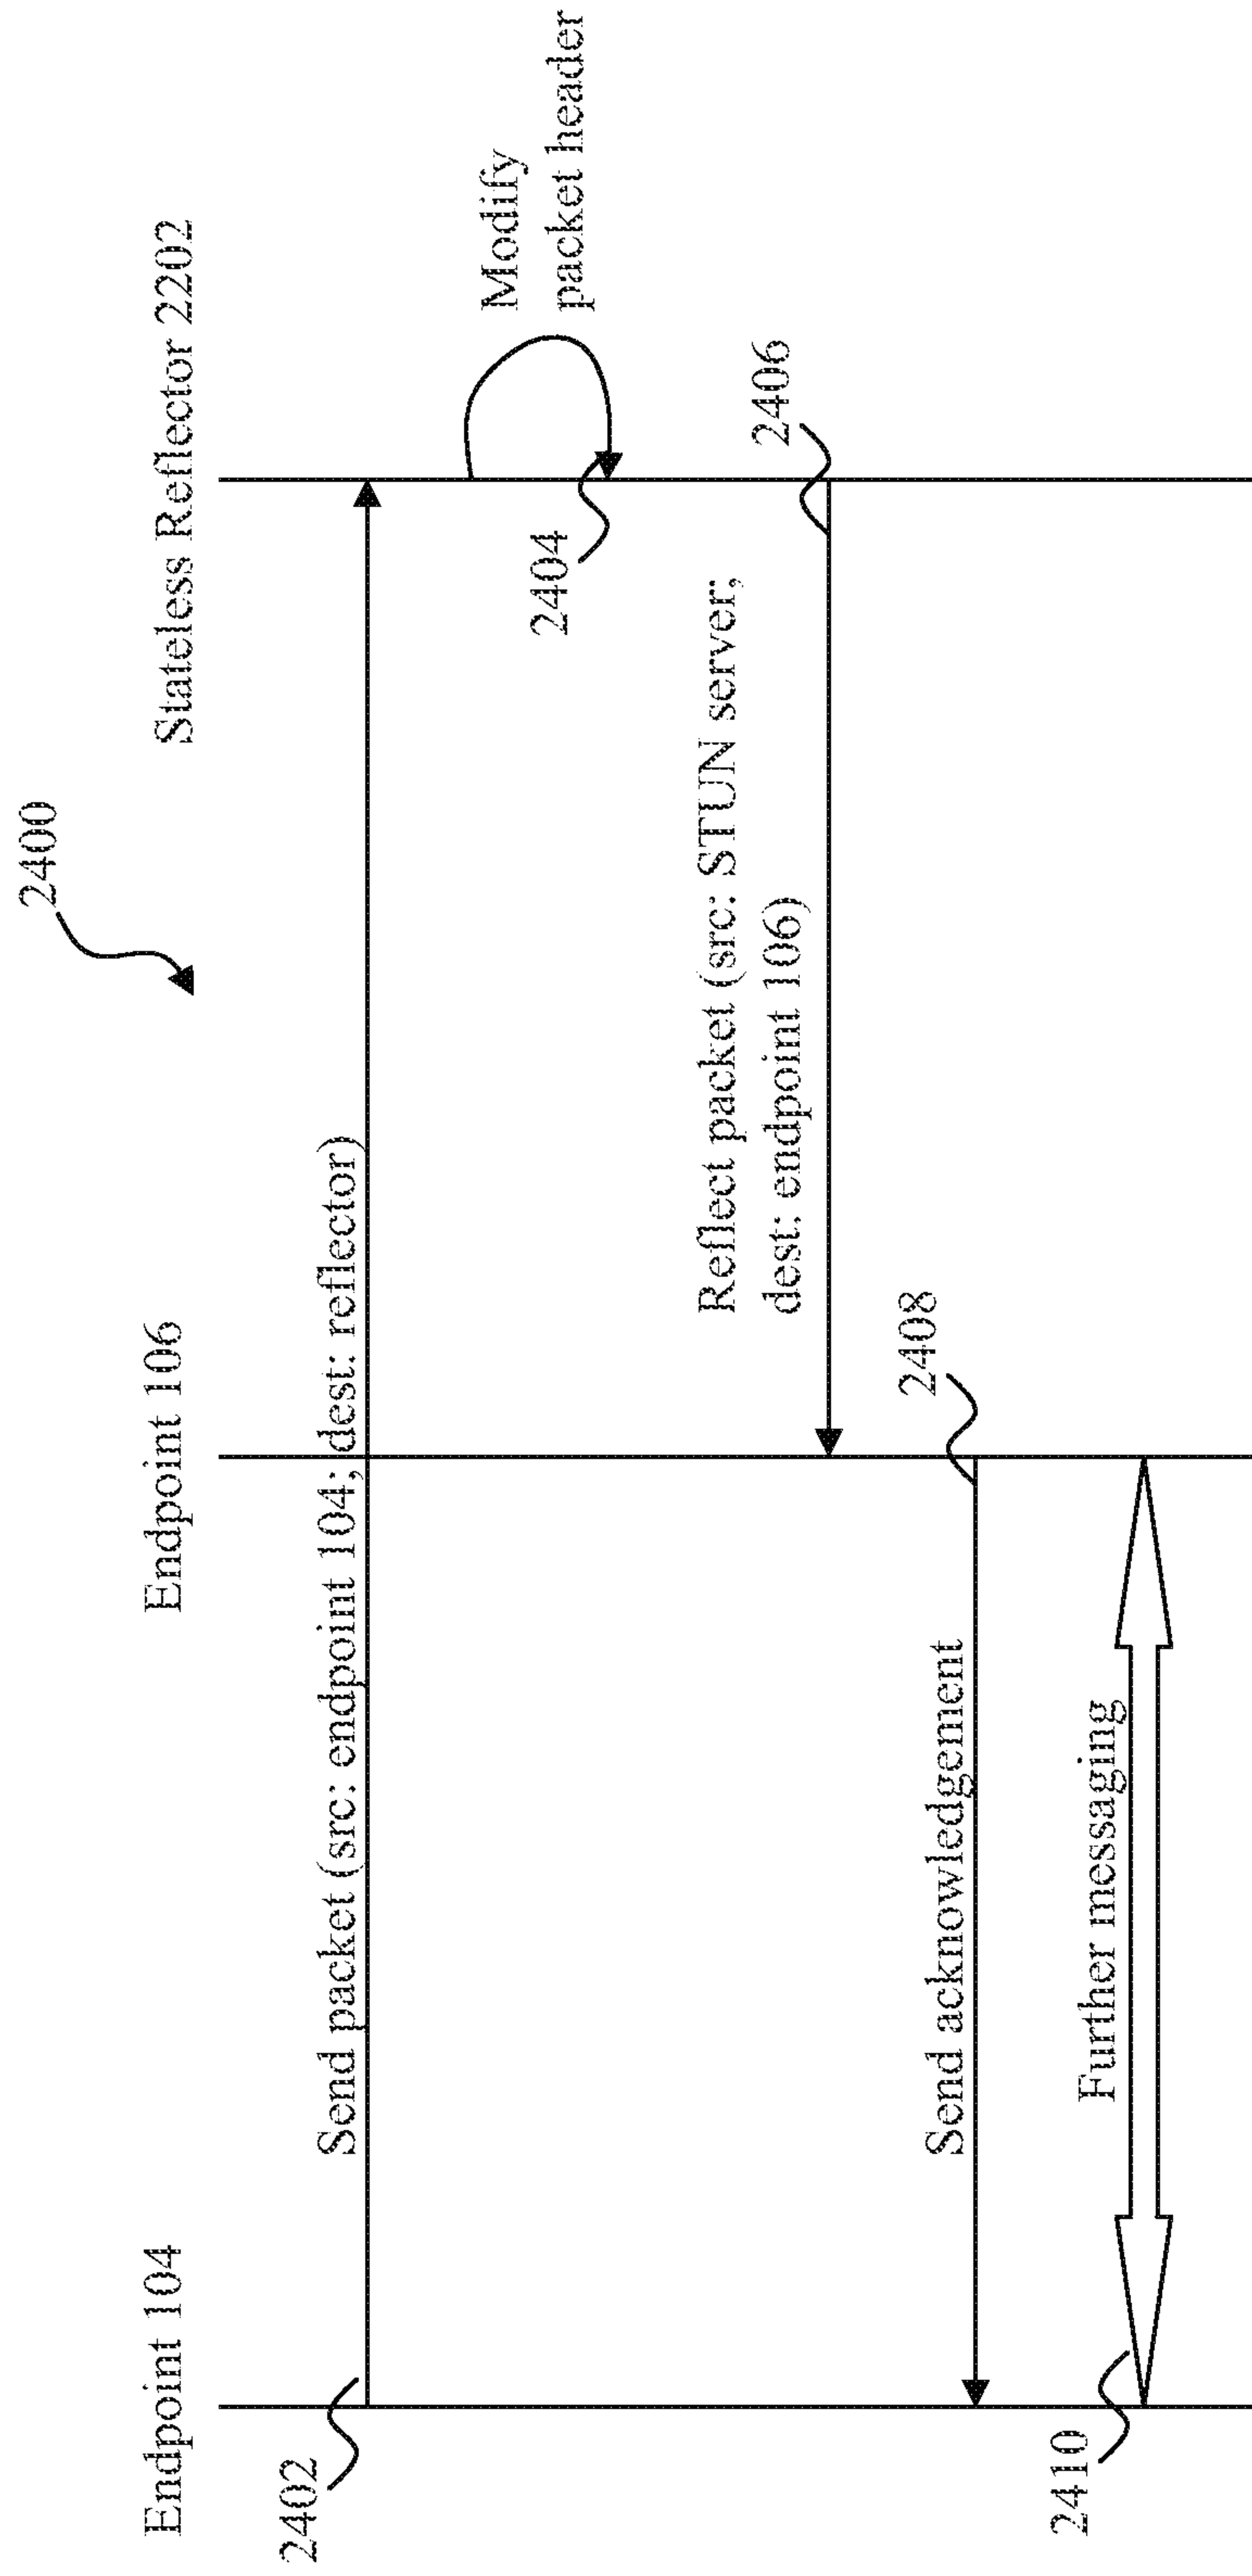 2400
Endpoint 104
Endpoint 106
Stateless Reflector 2202
2402
Send packet (src: endpoint 104; dest: reflector)
Modify
packet header
2404
Reflect packet (src: STUN server;
dest: endpoint 106)
2406
2408
Send acknowledgement
Further messaging
2410